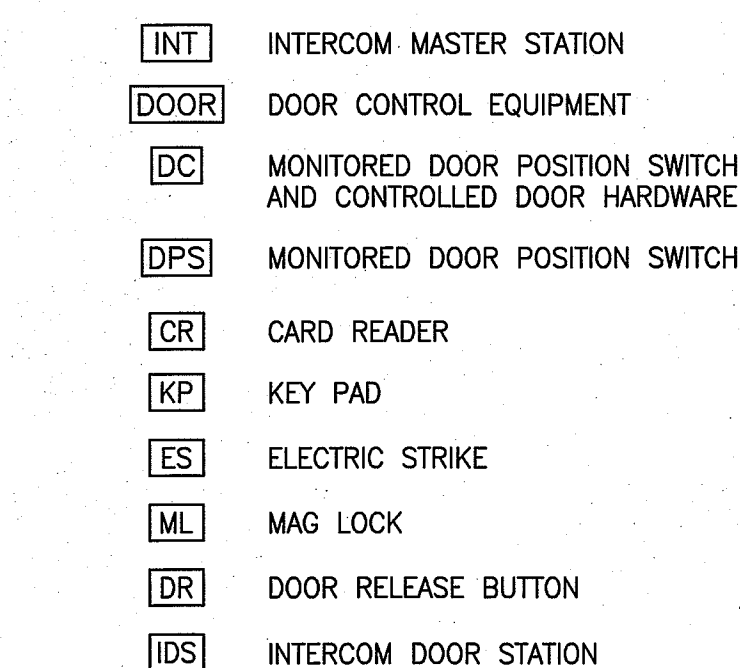 INT INTERCOM MASTER STATION
DOOR DOOR CONTROL EQUIPMENT
DC MONITORED DOOR POSITION SWITCH
AND CONTROLLED DOOR HARDWARE
DPS MONITORED DOOR POSITION SWITCH
CR CARD READER
KP KEY PAD
ES ELECTRIC STRIKE
ML MAG LOCK
DR DOOR RELEASE BUTTON
IDS INTERCOM DOOR STATION